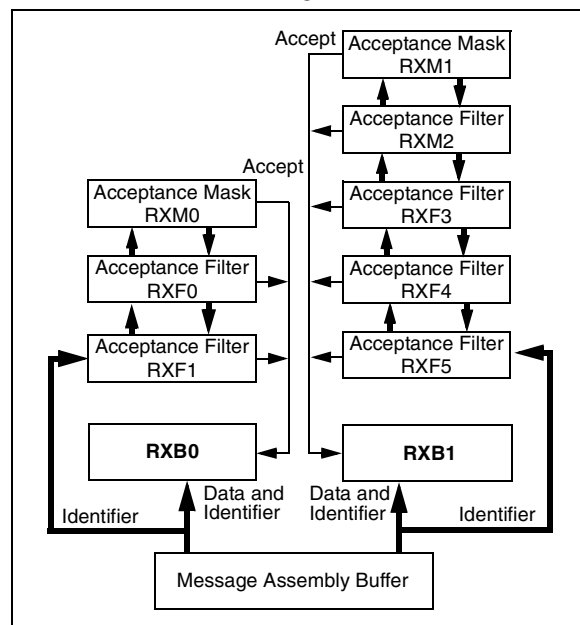 Accept
Acceptance Mask
RXM1
Acceptance Filter
RXM2
Accept
Acceptance Mask
RXM0
Acceptance Filter
RXF3
Acceptance Filter
RXF0
Acceptance Filter
RXF4
Acceptance Filter
RXF1
Acceptance Filter
RXF5
RXB0
RXB1
Identifier
Data and
Identifier
Data and
Identifier
Identifier
Message Assembly Buffer